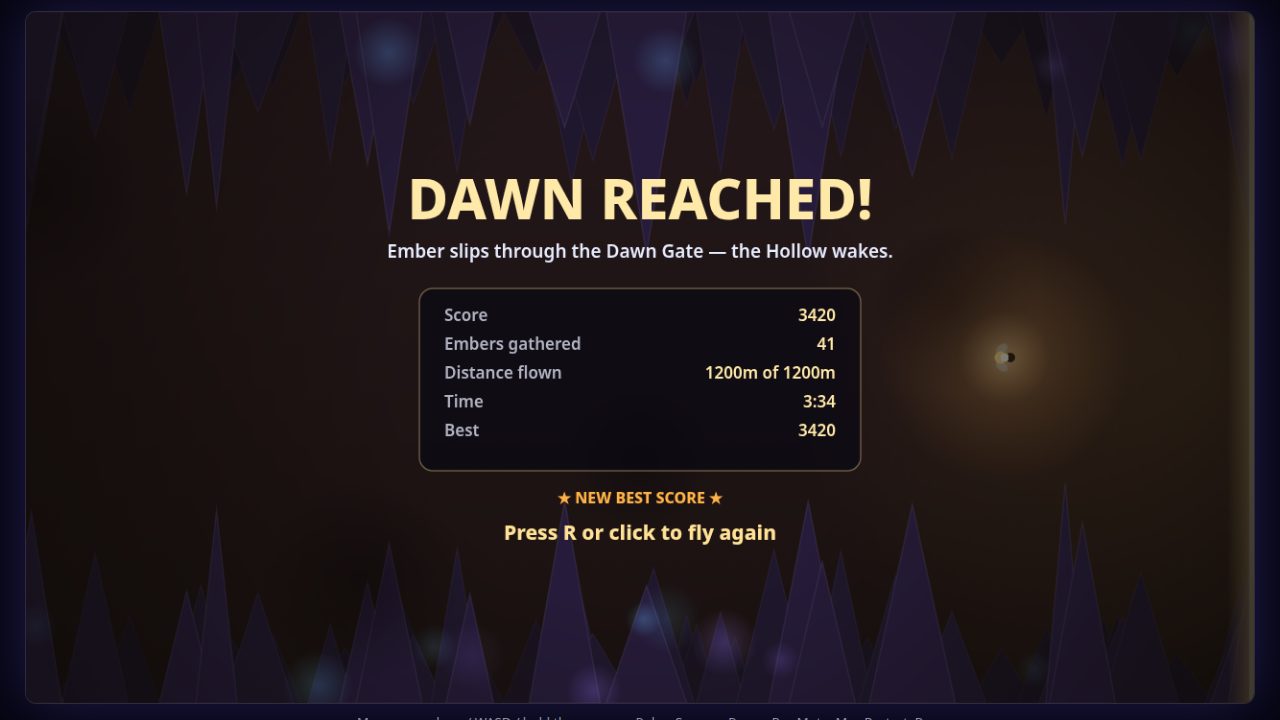 DAWN REACHED!
Ember slips through the Dawn Gate — the Hollow wakes.
Score 3420
Embers gathered 41
Distance flown 1200m of 1200m
Time 3:34
Best 3420
★ NEW BEST SCORE ★
Press R or click to fly again